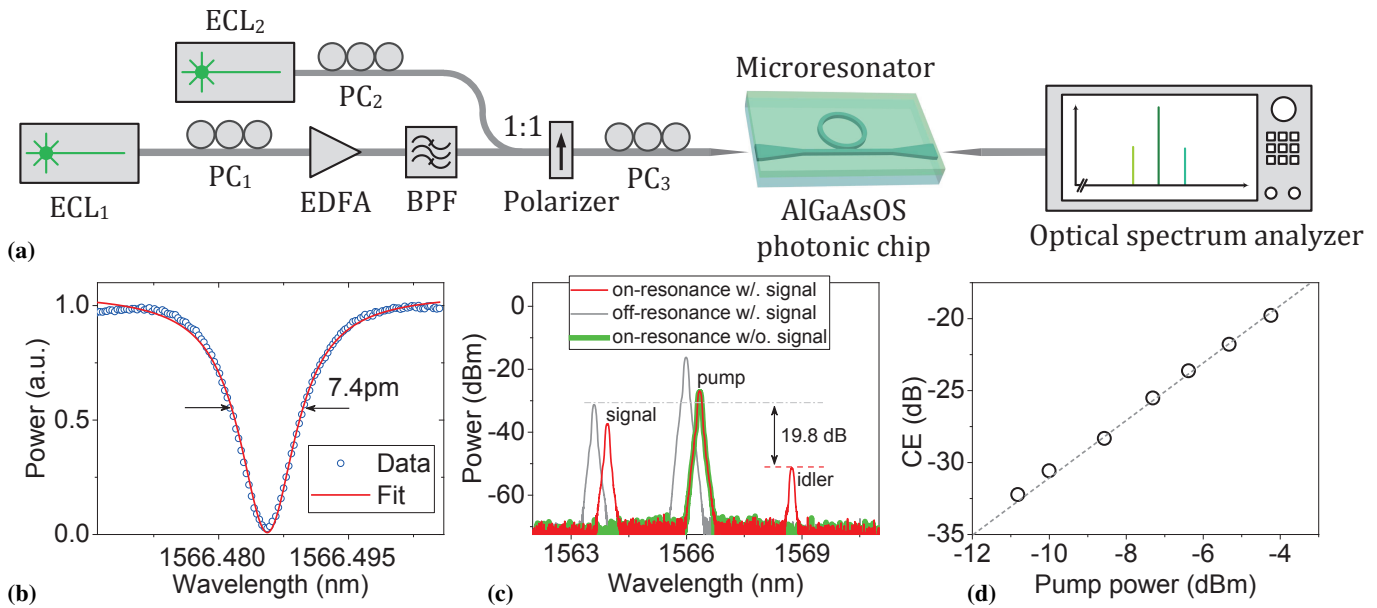 ECL2
PC2
Microresonator
1:1
ECL1
PC1
EDFA
BPF
Polarizer
PC3
AlGaAsOS
photonic chip
Optical spectrum analyzer
(a)
1.0
0.5
0.0
Power (a.u.)
7.4pm
Data
Fit
1566.480
1566.495
Wavelength (nm)
(b)
on-resonance w/. signal
off-resonance w/. signal
on-resonance w/o. signal
0
-20
-40
-60
Power (dBm)
pump
signal
19.8 dB
idler
1563
1566
1569
Wavelength (nm)
(c)
-20
-25
-30
-35
CE (dB)
-12
-10
-8
-6
-4
Pump power (dBm)
(d)